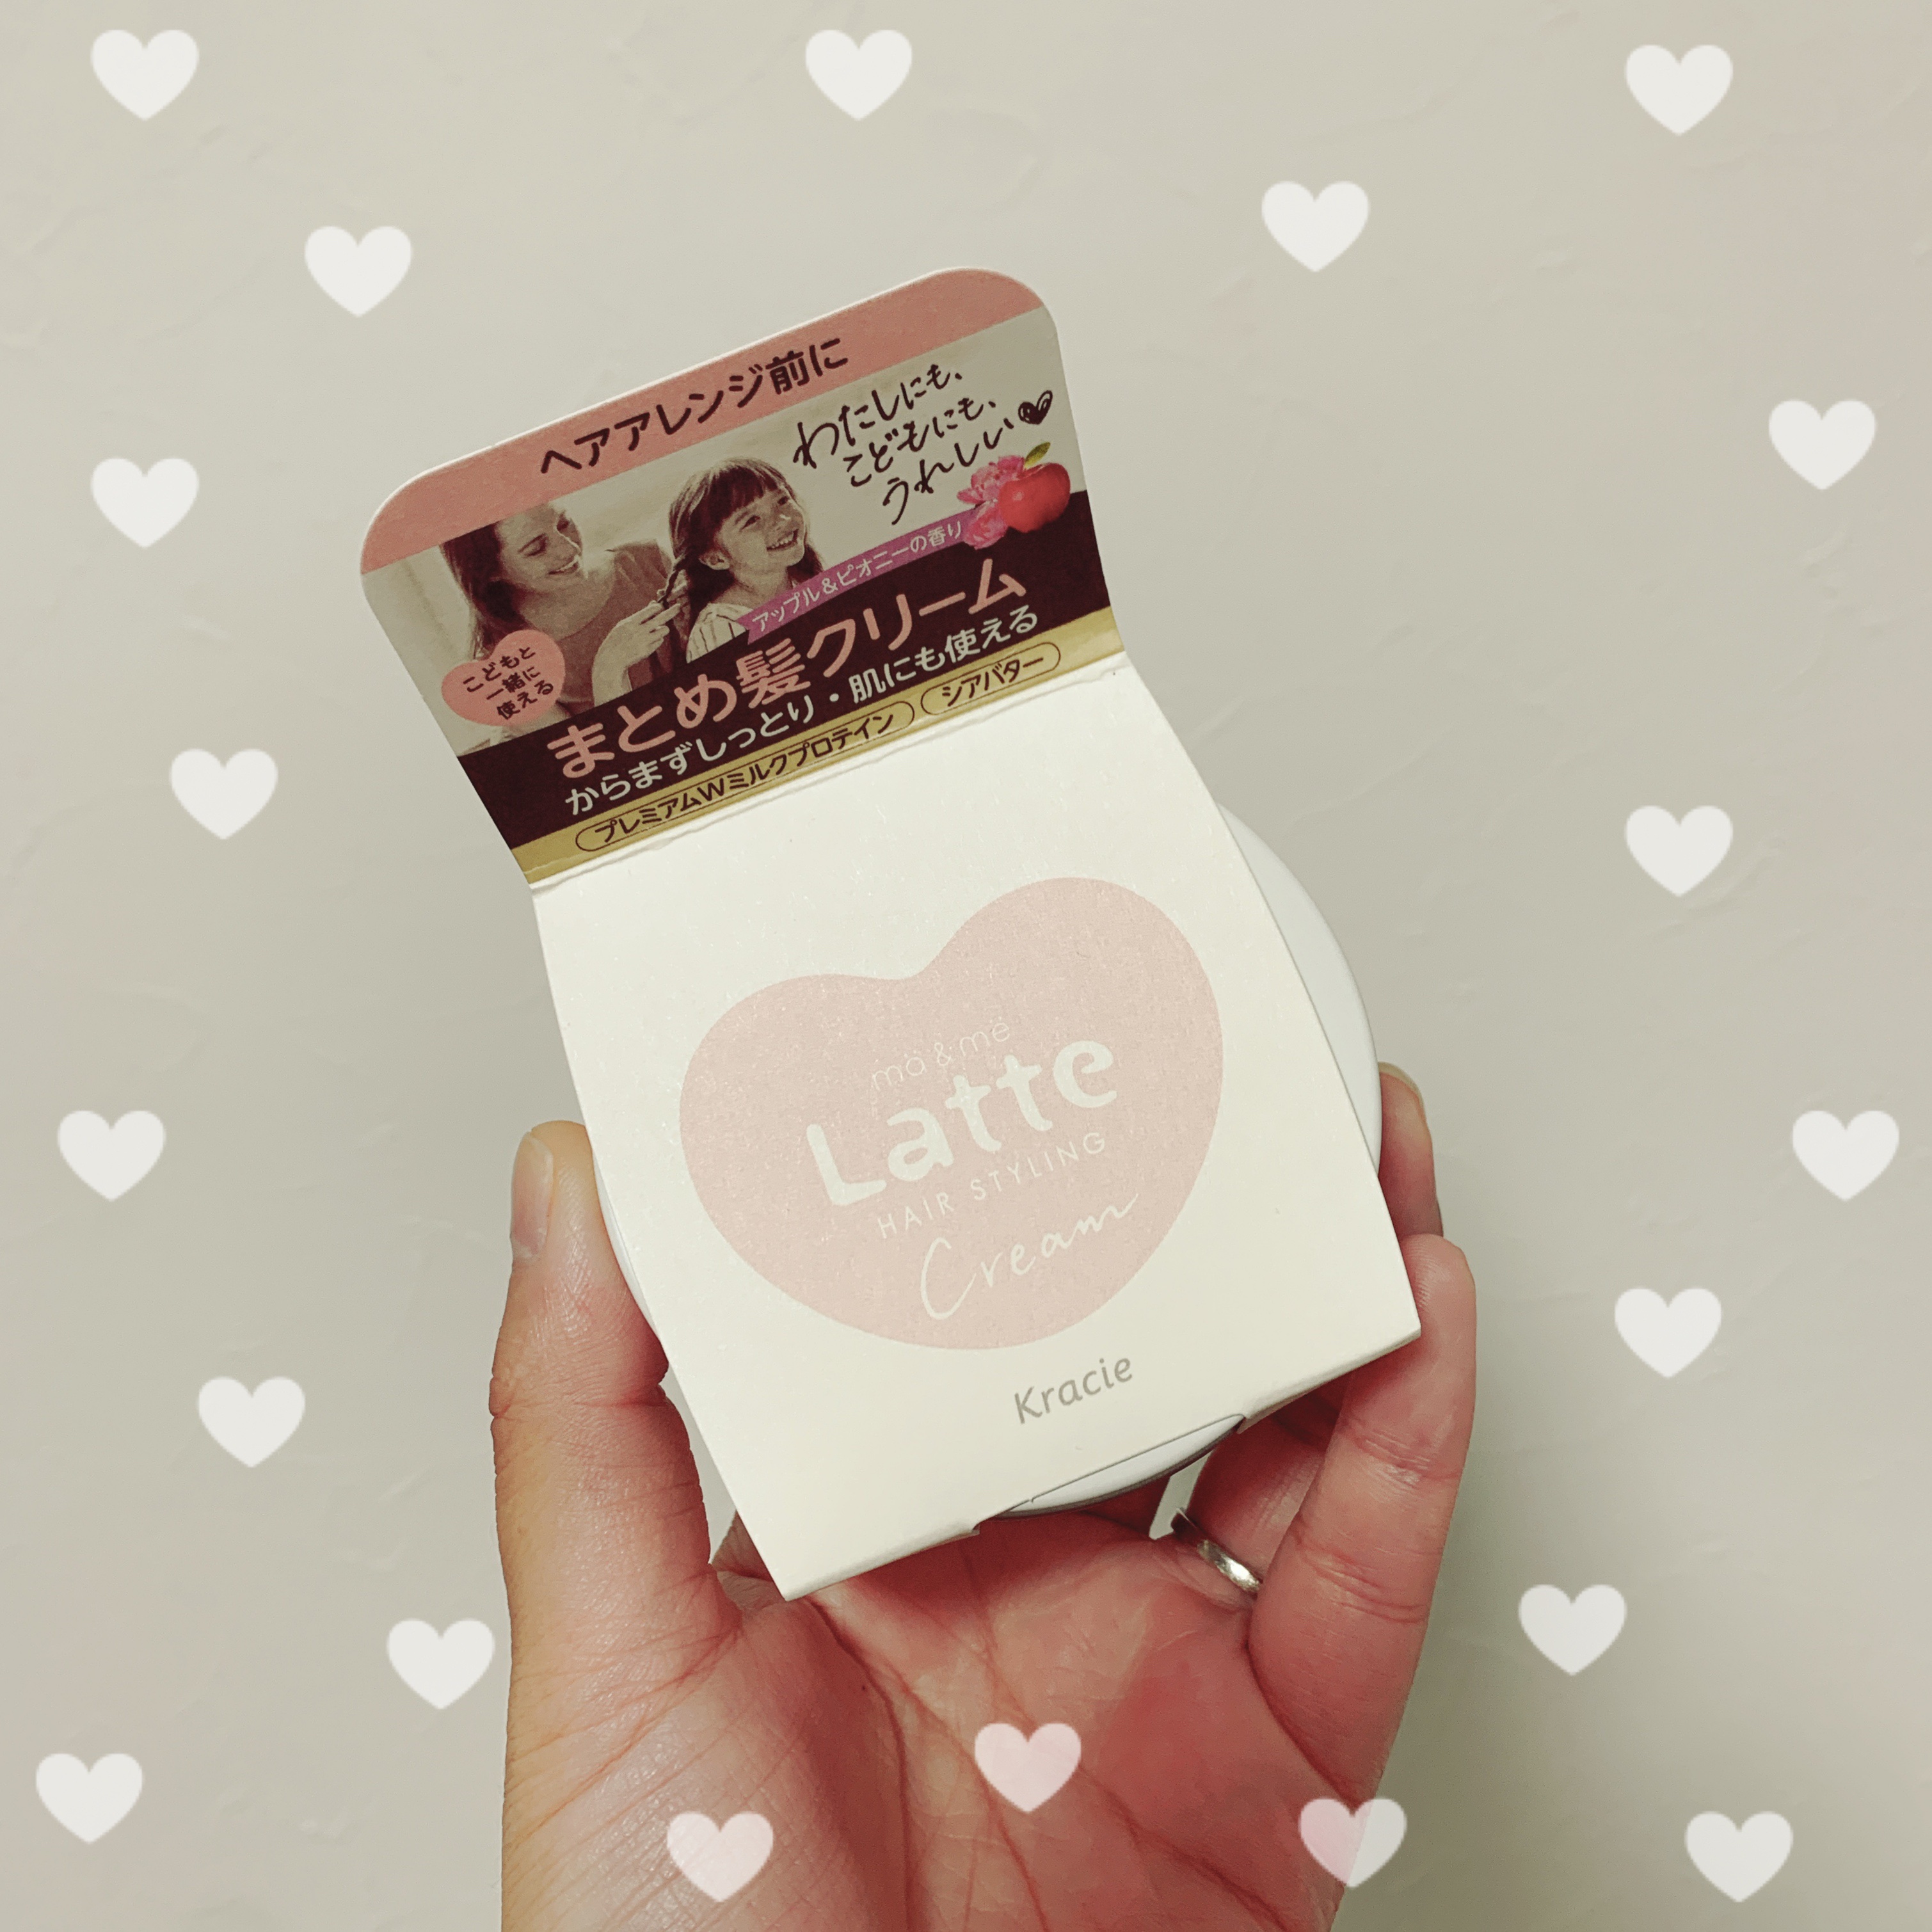 ヘアアレンジ前に
わたしにも、
こどもにも、
うれしい
アップル&ピオニーの香り
こどもと
一緒に
使える
まとめ髪クリーム
からまずしっとり・肌にも使える
プレミアムWミルクプロテイン シアバター
mä & më
Latte
HAIR STYLING
Cream
Kracie